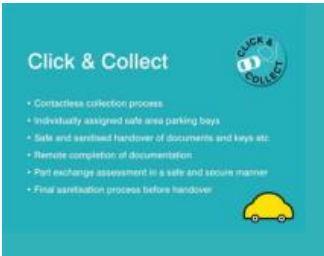 CLICK &
COLLECT
Click & Collect
• Contactless collection process
• Individually assigned safe area parking bays
• Safe and sanitised handover of documents and keys etc
• Remote completion of documentation
• Part exchange assessment in a safe and secure manner
• Final sanitisation process before handover